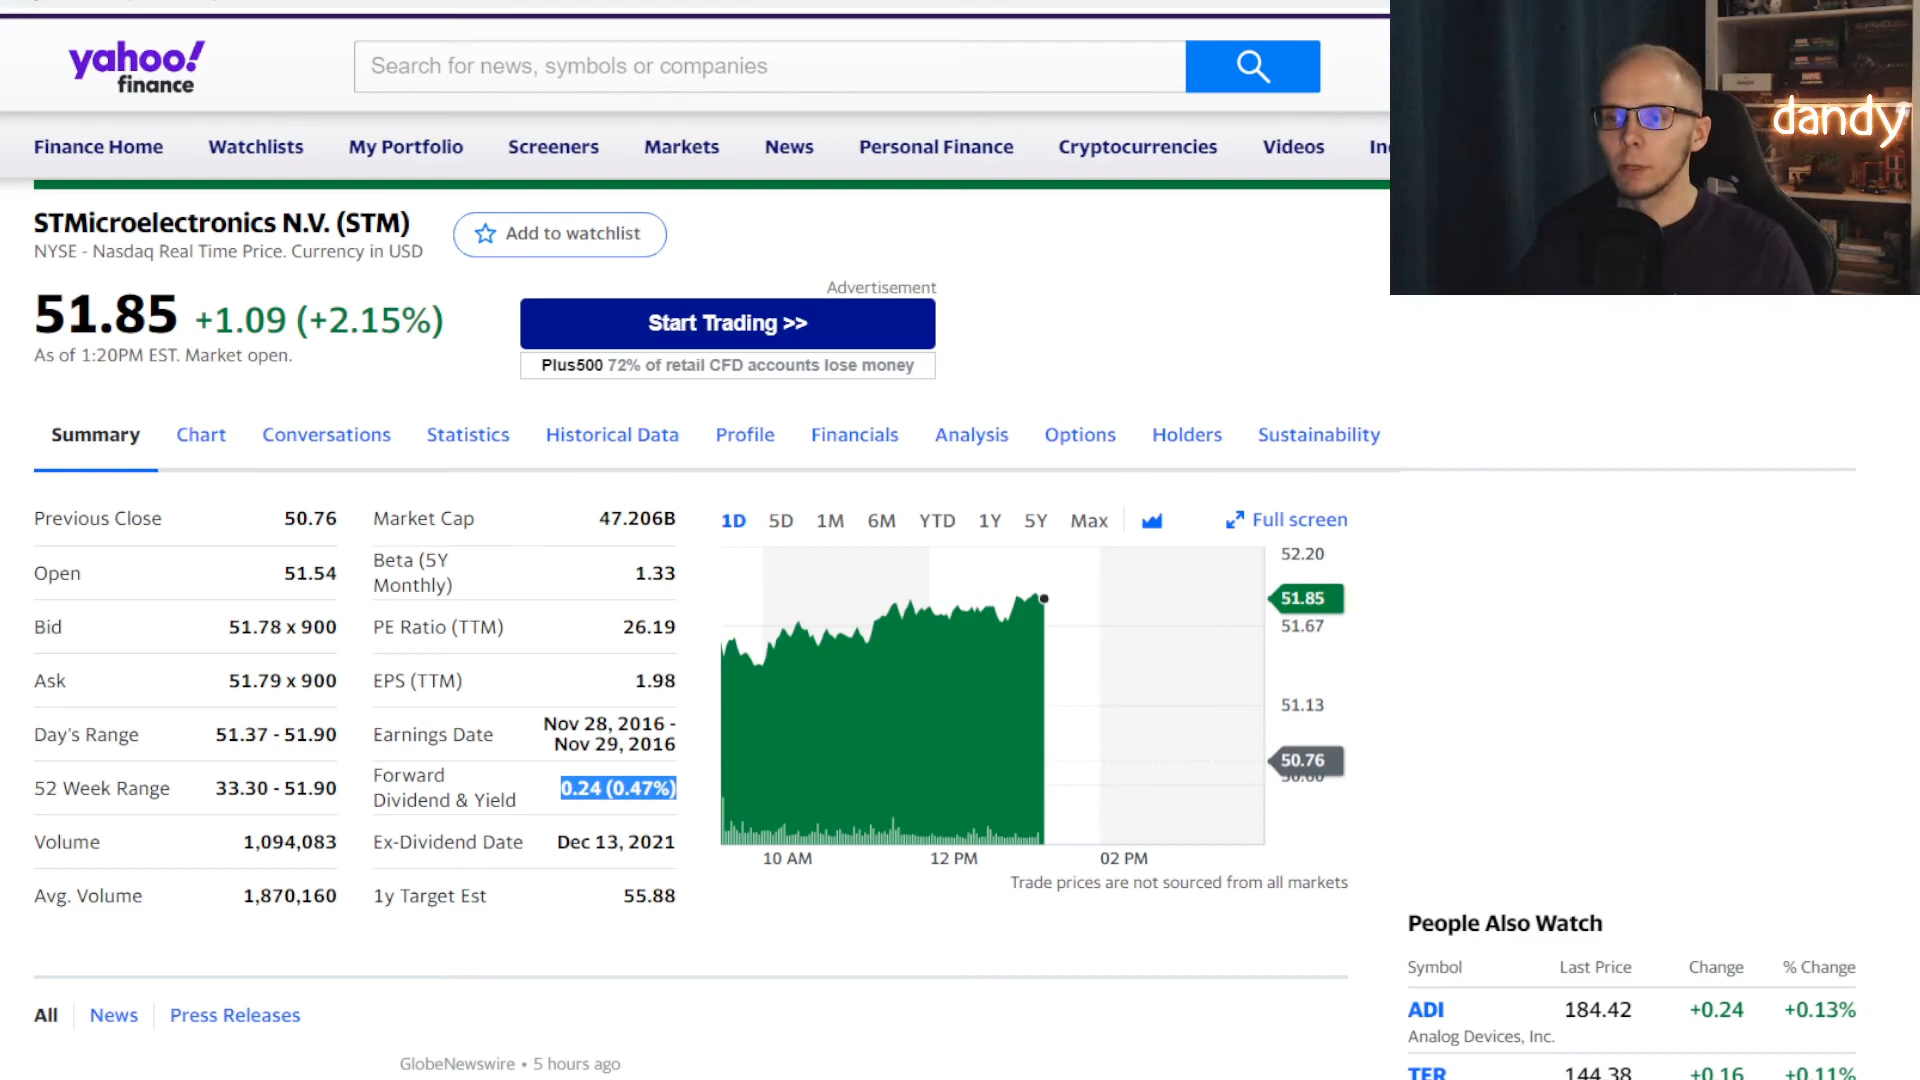 yahoo!
finance
Search for news, symbols or companies
Finance Home Watchlists My Portfolio Screeners Markets News Personal Finance Cryptocurrencies Videos
dandy
STMicroelectronics N.V. (STM)
NYSE - Nasdaq Real Time Price. Currency in USD
Add to watchlist
51.85 +1.09 (+2.15%)
As of 1:20PM EST. Market open.
Advertisement
Start Trading >>
Plus500 72% of retail CFD accounts lose money
Summary Chart Conversations Statistics Historical Data Profile Financials Analysis Options Holders Sustainability
Previous Close 50.76
Open 51.54
Bid 51.78 x 900
Ask 51.79 x 900
Day's Range 51.37 - 51.90
52 Week Range 33.30 - 51.90
Volume 1,094,083
Avg. Volume 1,870,160
Market Cap 47.206B
Beta (5Y
Monthly) 1.33
PE Ratio (TTM) 26.19
EPS (TTM) 1.98
Earnings Date Nov 28, 2016 -
Nov 29, 2016
Forward
Dividend & Yield 0.24 (0.47%)
Ex-Dividend Date Dec 13, 2021
1y Target Est 55.88
1D 5D 1M 6M YTD 1Y 5Y Max Full screen
52.20
51.85
51.67
51.13
50.76
10 AM 12 PM 02 PM
Trade prices are not sourced from all markets
People Also Watch
Symbol Last Price Change % Change
ADI 184.42 +0.24 +0.13%
Analog Devices, Inc.
TER 144.38 +0.16 +0.11%
All News Press Releases
GlobeNewswire • 5 hours ago